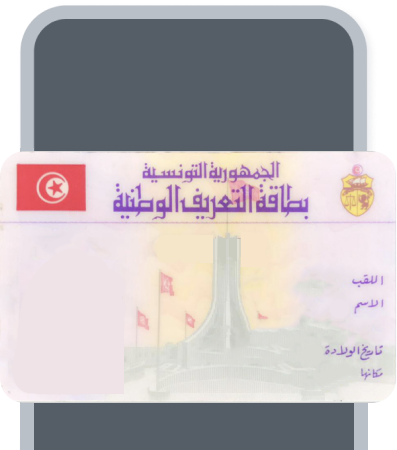 الجمهورية التونسية
بطاقة التعريف الوطنية
اللقب
الاسم
تاريخ الولادة
مكانها